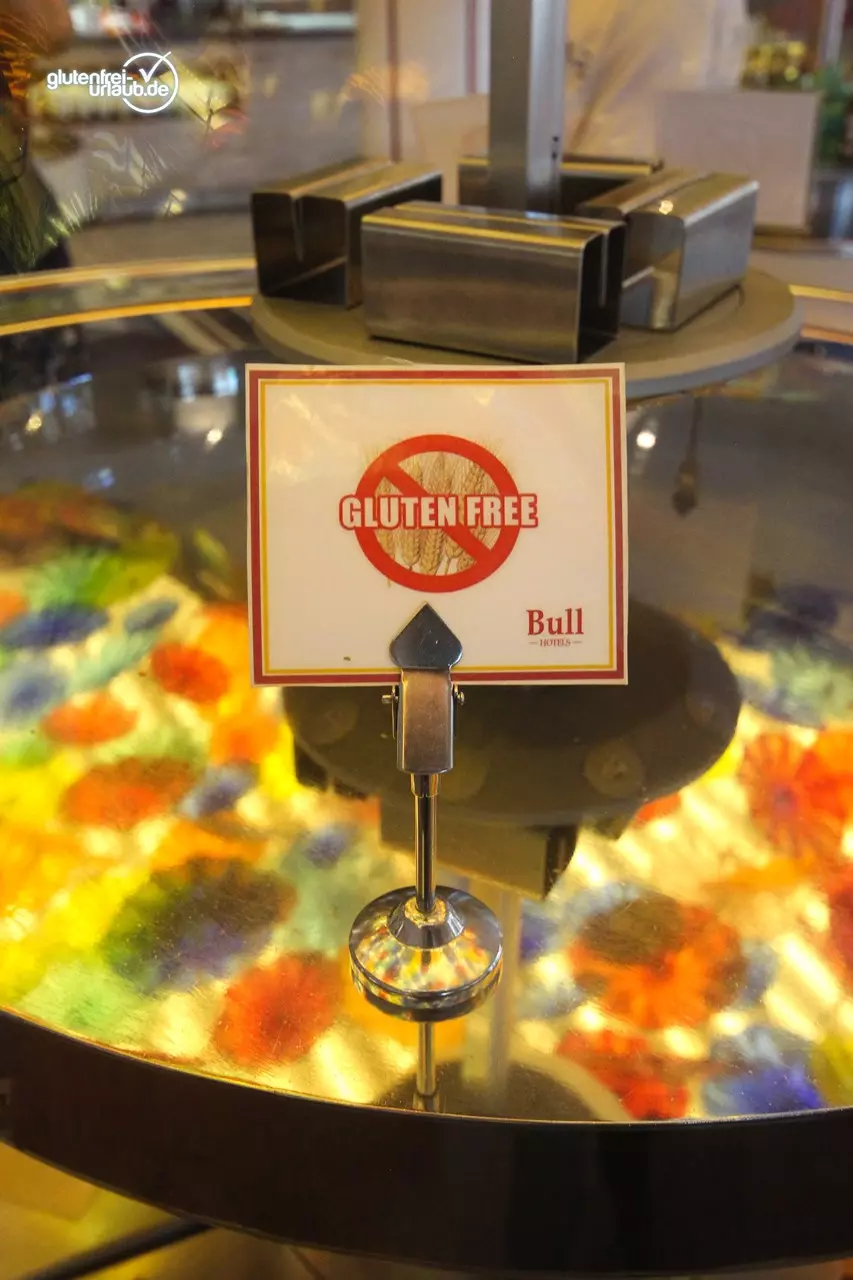 glutenfrei-
urlaub.de
GLUTEN FREE
Bull
— HOTELS —